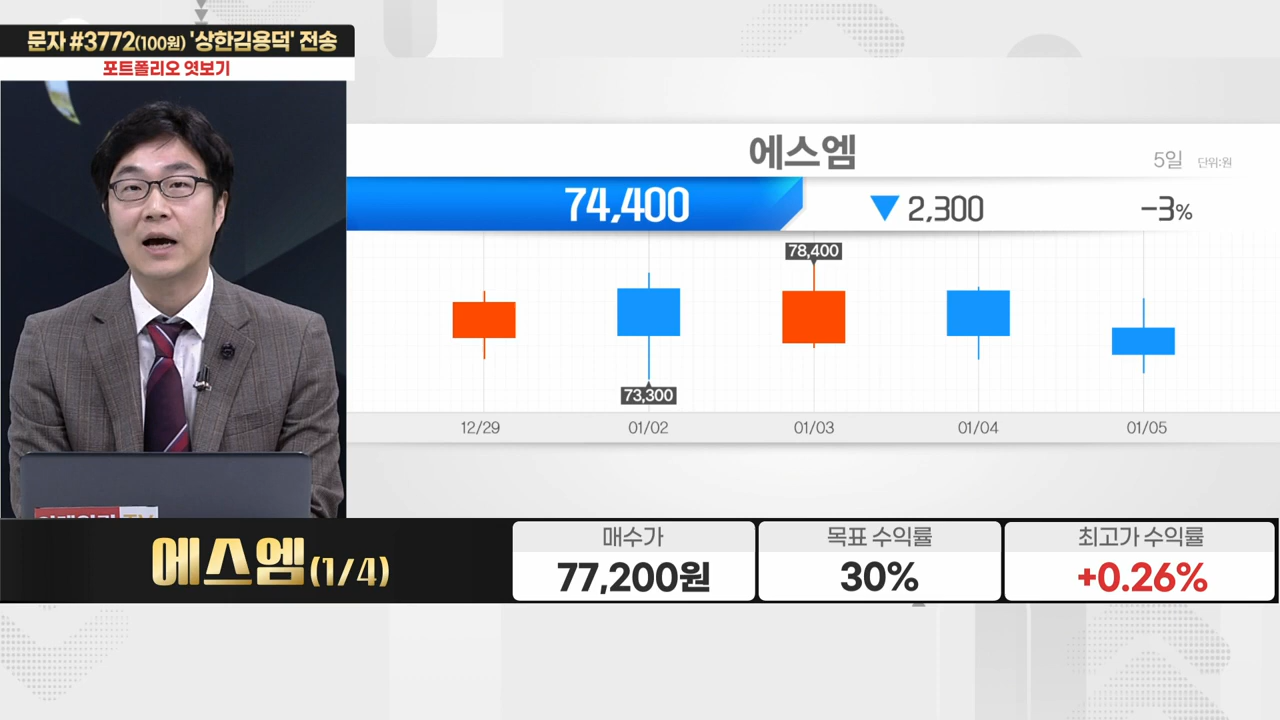 문자 #3772(100원) '상한김용덕' 전송
포트폴리오 엿보기
에스엠
5일 단위:원
74,400 ▼ 2,300 -3%
78,400
73,300
12/29 01/02 01/03 01/04 01/05
에스엠(1/4)
매수가 목표 수익률 최고가 수익률
77,200원 30% +0.26%